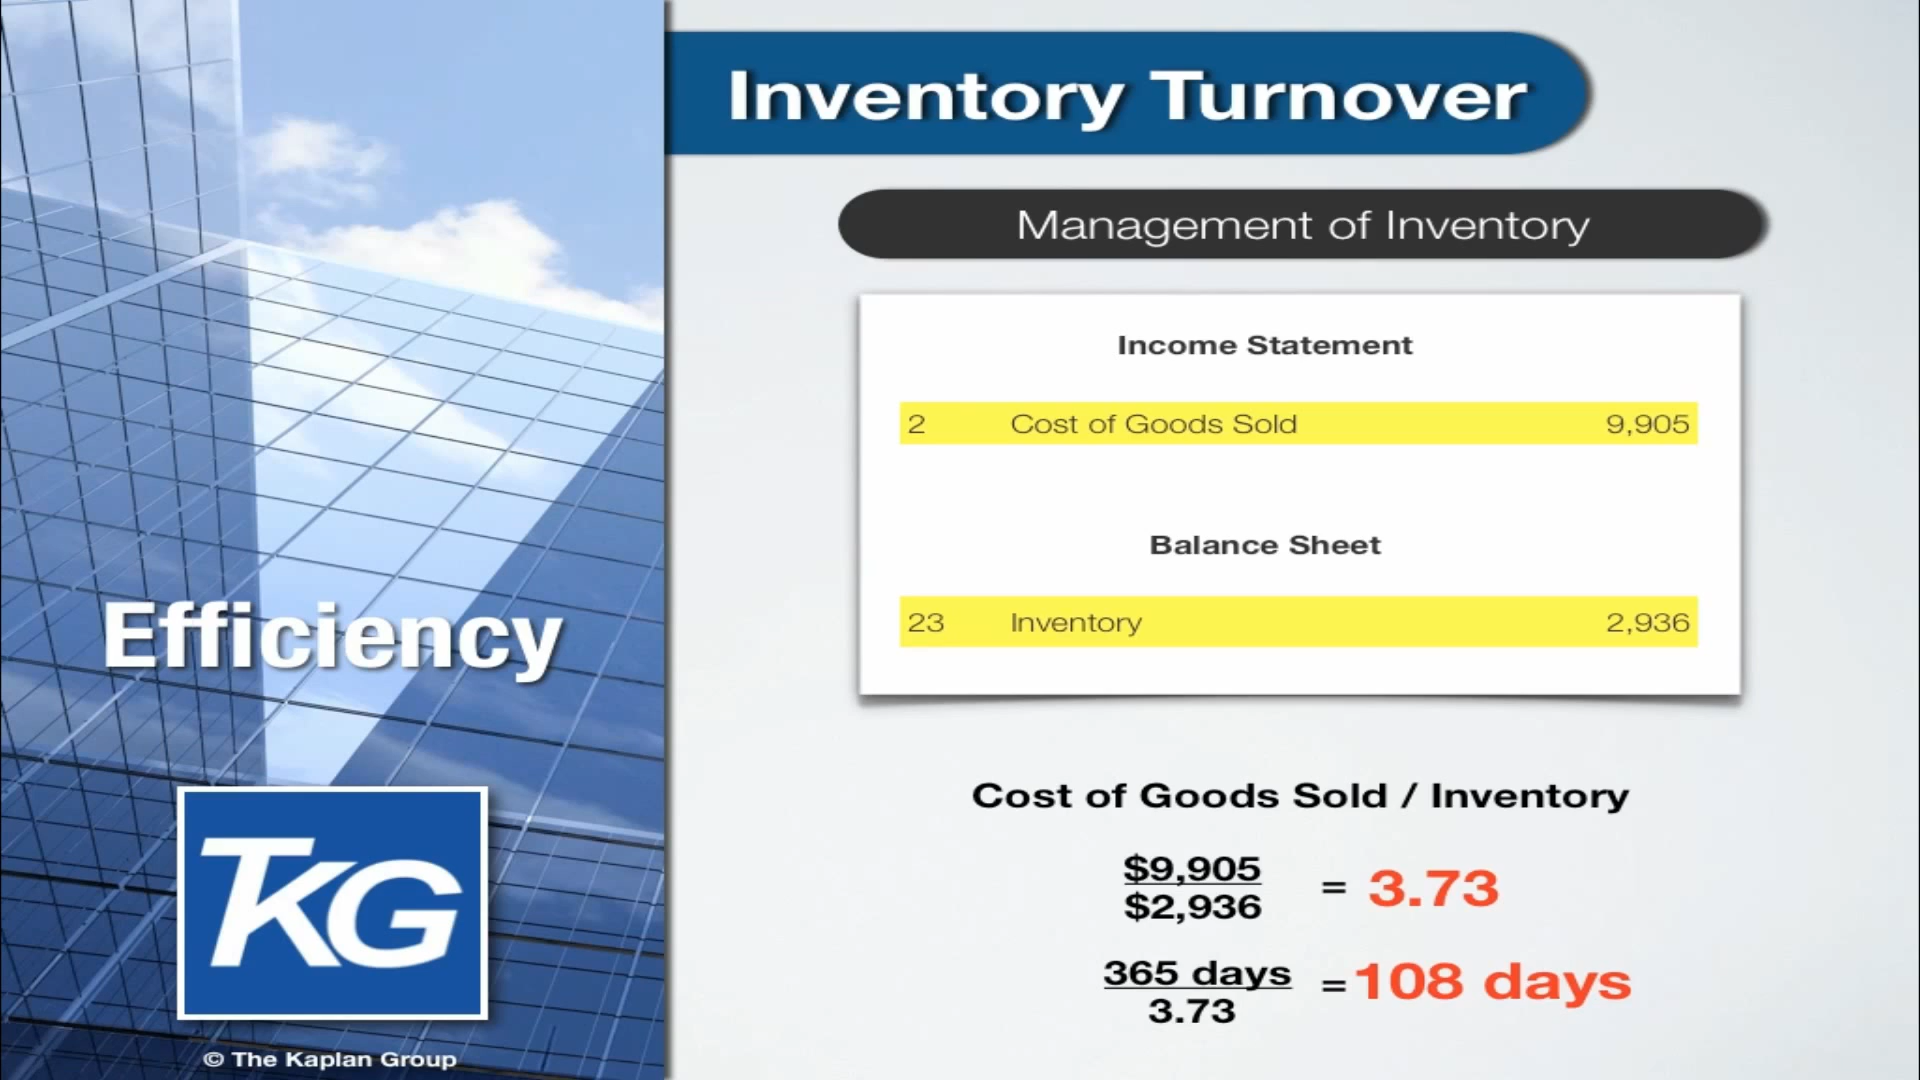 Inventory Turnover
Management of Inventory
Income Statement
2 Cost of Goods Sold 9,905
Balance Sheet
23 Inventory 2,936
Efficiency
Cost of Goods Sold / Inventory
$9,905
$2,936
= 3.73
365 days
3.73
= 108 days
TKG
© The Kaplan Group